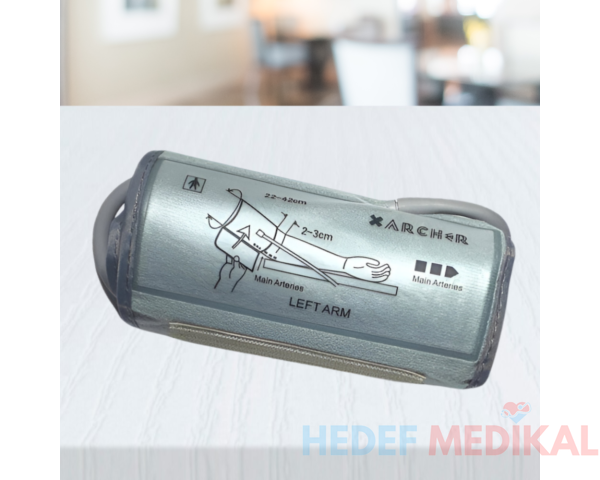 22-42cm
ARCHER
2-3cm
Main Arteries
Main Arteries
LEFT ARM
HEDEF MEDIKAL